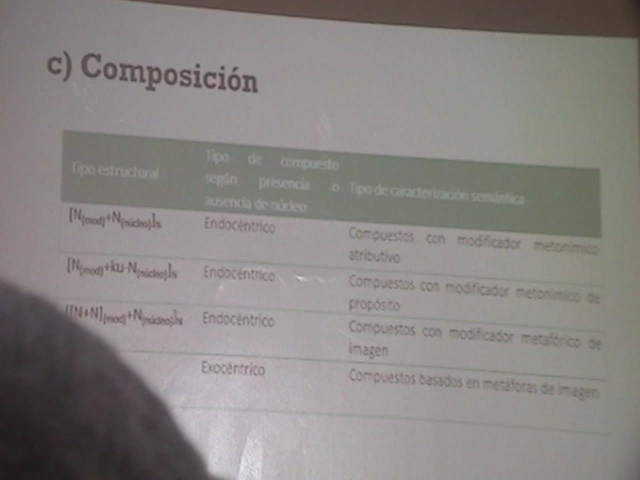 c) Composición
Tipo estructural
Tipo de compuesto
según presencia o
ausencia de núcleo
Tipo de caracterización semántica
[N(mod)+N(núcleo)]N
Endocéntrico
Compuestos con modificador metonímico
atributivo
[N(mod)+ku-N(núcleo)]N
Endocéntrico
Compuestos con modificador metonímico de
propósito
[[N+N](mod)+N(núcleo)]N
Endocéntrico
Compuestos con modificador metafórico de
imagen
Exocéntrico
Compuestos basados en metáforas de imagen